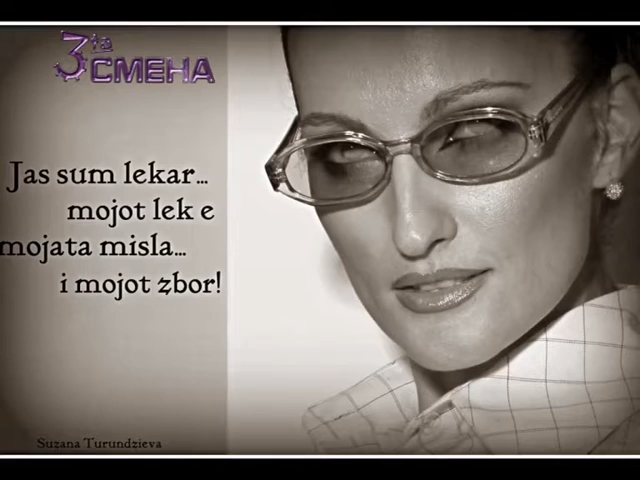 3та
СМЕНА
Jas sum lekar...
mojot lek e
mojata misla...
i mojot zbor!
Suzana Turundzieva